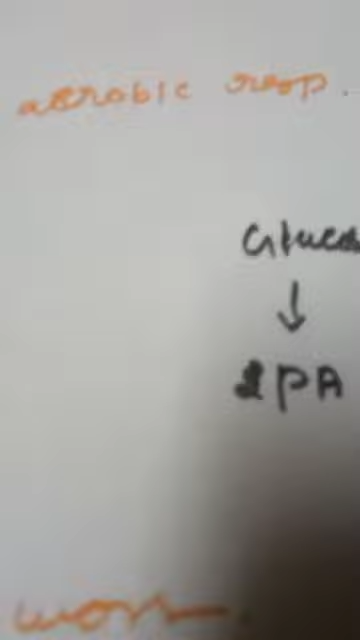 aerobic resp.
Gluco
↓
2PA